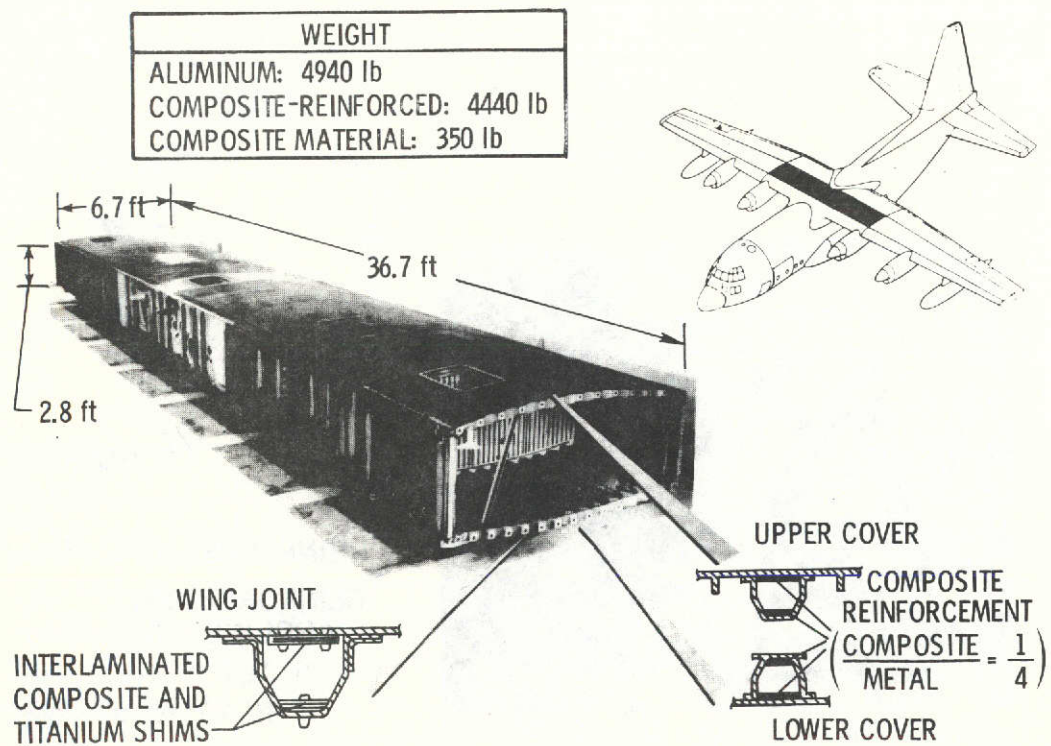 WEIGHT
ALUMINUM: 4940 lb
COMPOSITE-REINFORCED: 4440 lb
COMPOSITE MATERIAL: 350 lb
6.7 ft
36.7 ft
2.8 ft
UPPER COVER
COMPOSITE
REINFORCEMENT
(COMPOSITE/METAL = 1/4)
LOWER COVER
WING JOINT
INTERLAMINATED
COMPOSITE AND
TITANIUM SHIMS